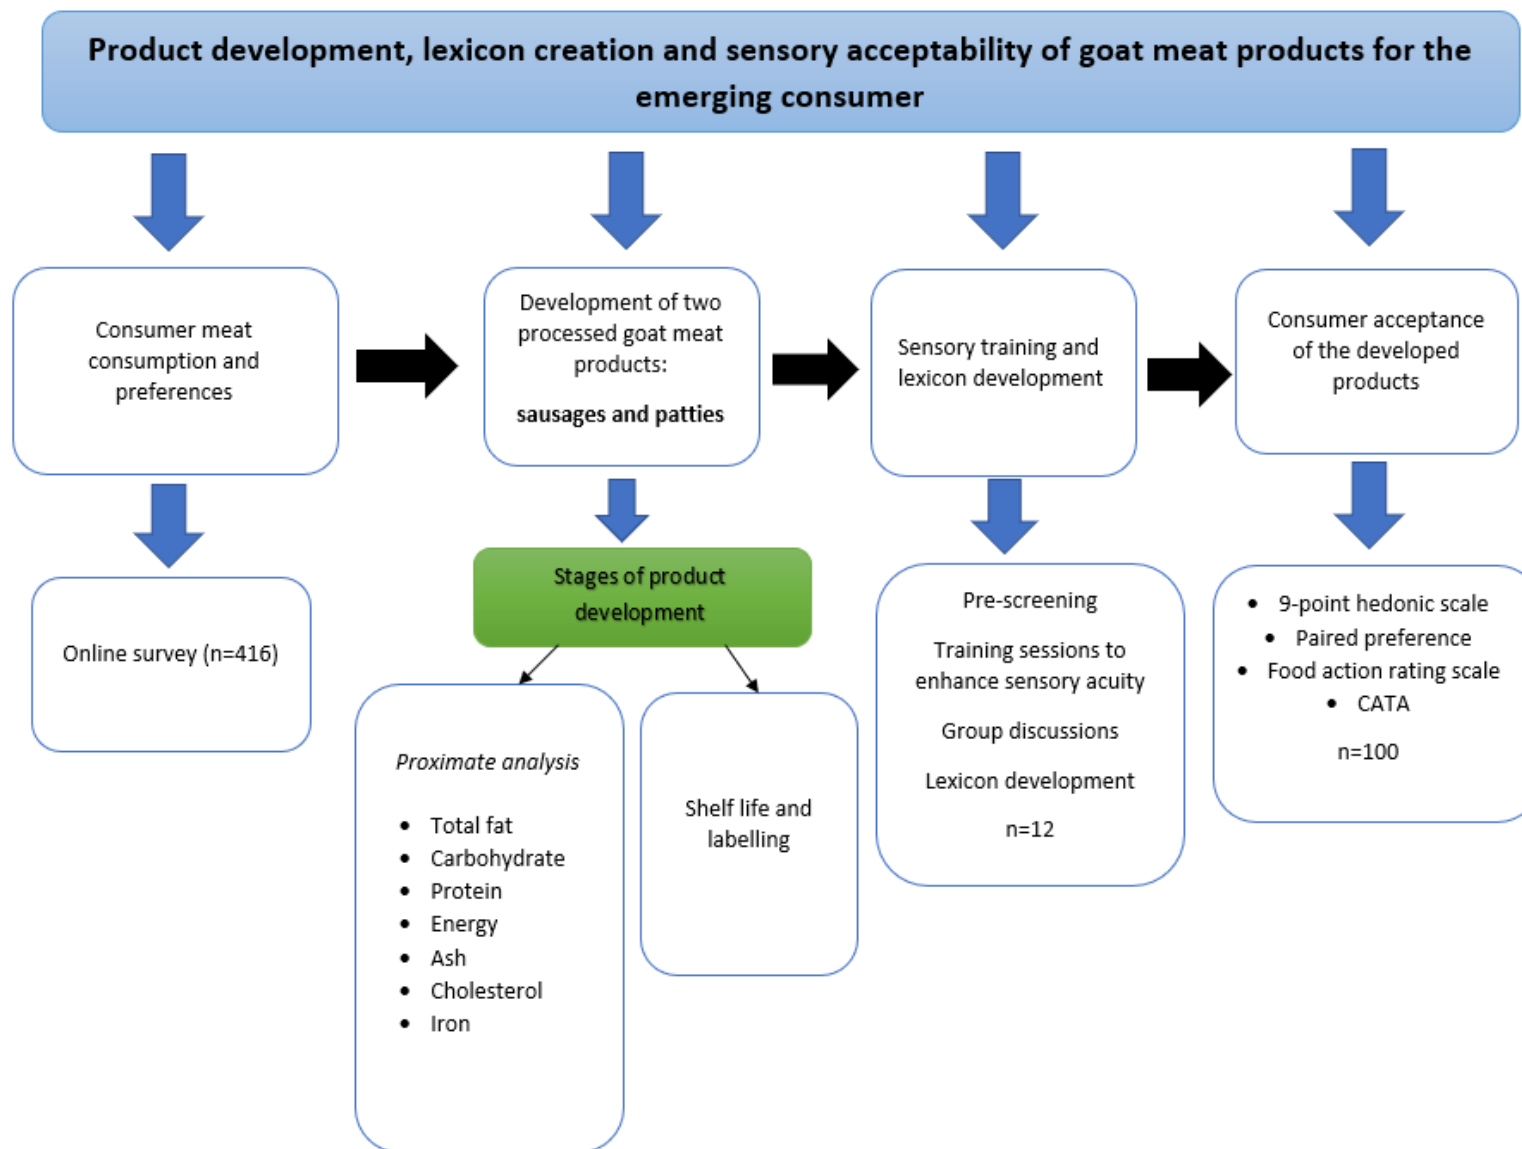 Product development, lexicon creation and sensory acceptability of goat meat products for the
emerging consumer
Consumer meat
consumption and
preferences
Development of two
processed goat meat
products:
sausages and patties
Sensory training and
lexicon development
Consumer acceptance
of the developed
products
Online survey (n=416)
Stages of product
development
Proximate analysis
• Total fat
• Carbohydrate
• Protein
• Energy
• Ash
• Cholesterol
• Iron
Shelf life and
labelling
Pre-screening
Training sessions to
enhance sensory acuity
Group discussions
Lexicon development
n=12
• 9-point hedonic scale
• Paired preference
• Food action rating scale
• CATA
n=100